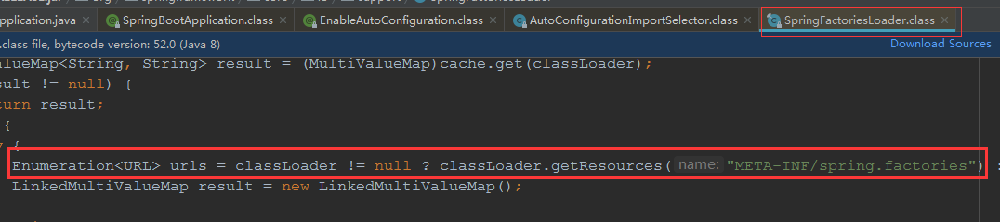 pplication.java SpringBootApplication.class EnableAutoConfiguration.class AutoConfigurationImportSelector.class SpringFactoriesLoader.class
.class file, bytecode version: 52.0 (Java 8) Download Sources
alueMap<String, String> result = (MultiValueMap)cache.get(classLoader);
sult != null) {
turn result;
{
{
Enumeration<URL> urls = classLoader != null ? classLoader.getResources( name: "META-INF/spring.factories") :
LinkedMultiValueMap result = new LinkedMultiValueMap();